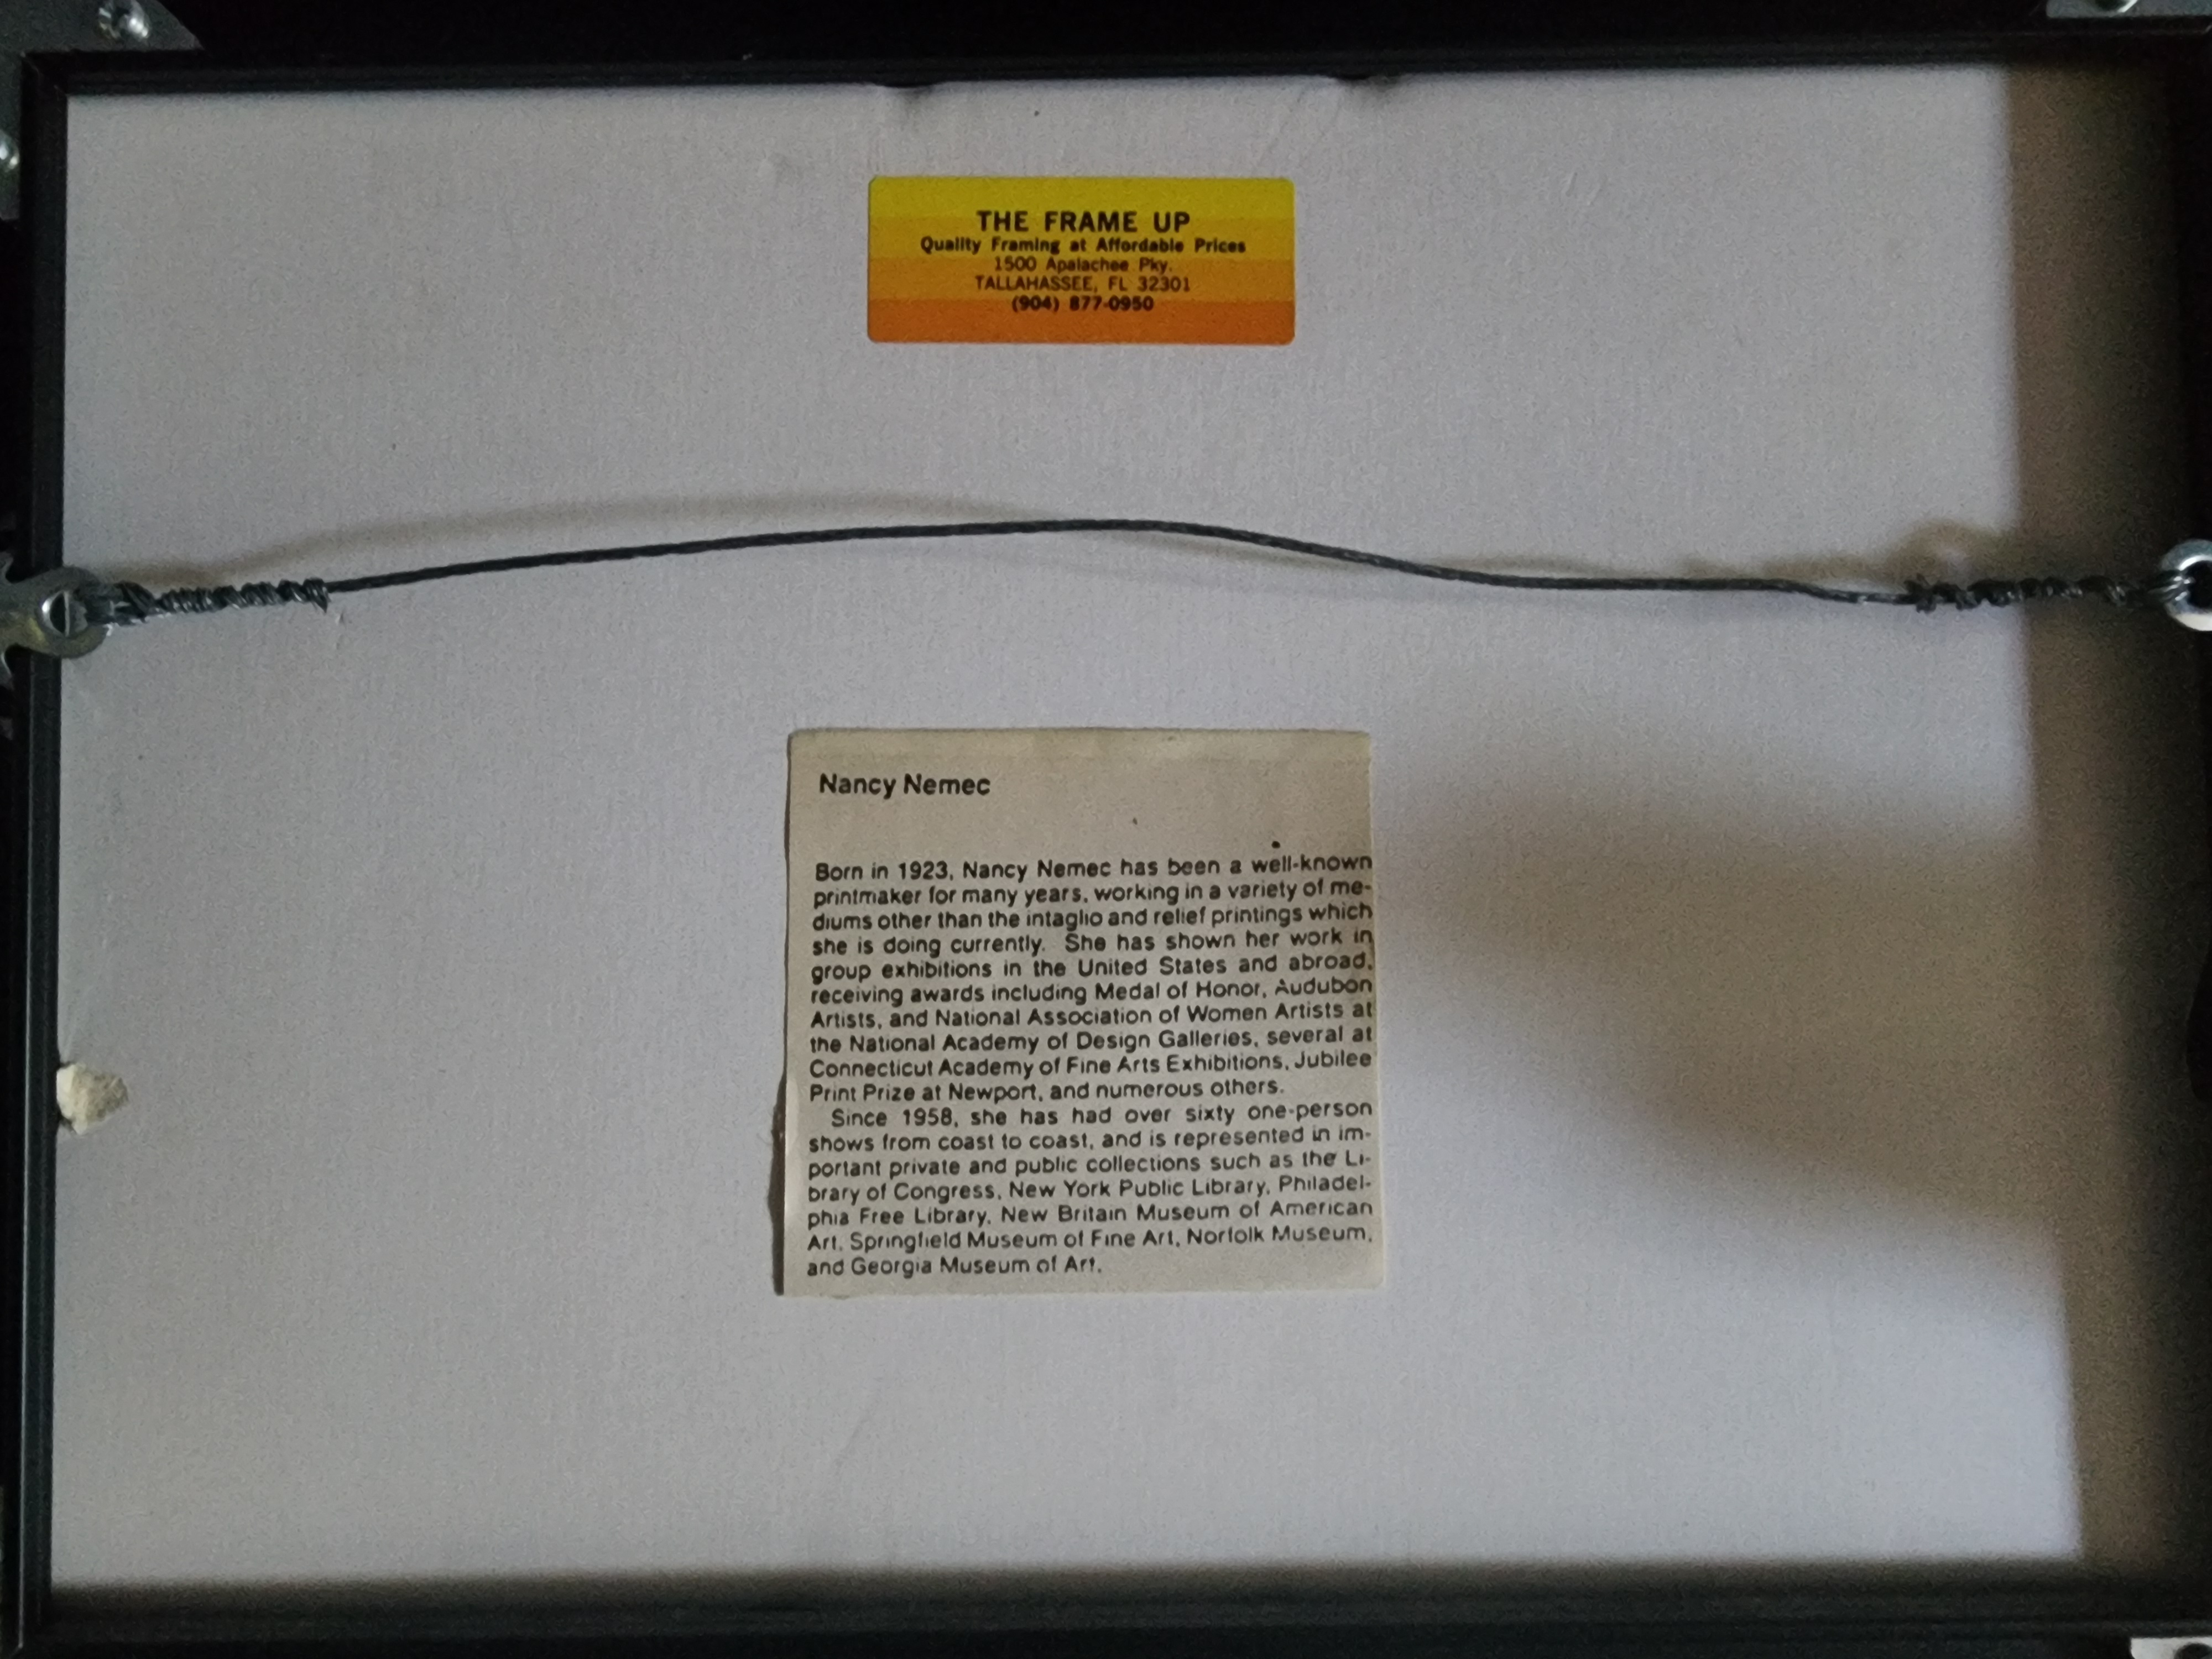 THE FRAME UP
Quality Framing at Affordable Prices
1500 Apalachee Pky.
TALLAHASSEE, FL 32301
(904) 877-0950
Nancy Nemec
Born in 1923, Nancy Nemec has been a well-known
printmaker for many years, working in a variety of me-
diums other than the intaglio and relief printings which
she is doing currently. She has shown her work in
group exhibitions in the United States and abroad,
receiving awards including Medal of Honor, Audubon
Artists, and National Association of Women Artists at
the National Academy of Design Galleries, several at
Connecticut Academy of Fine Arts Exhibitions, Jubilee
Print Prize at Newport, and numerous others.
Since 1958, she has had over sixty one-person
shows from coast to coast, and is represented in im-
portant private and public collections such as the Li-
brary of Congress, New York Public Library, Philadel-
phia Free Library, New Britain Museum of American
Art, Springfield Museum of Fine Art, Norfolk Museum,
and Georgia Museum of Art.